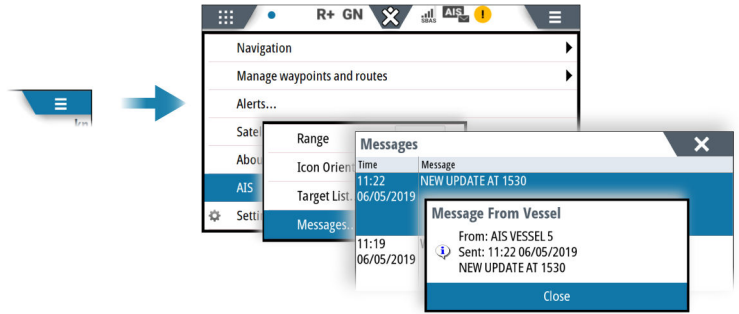 R+ GN
SBAS
AIS
!
Navigation
Manage waypoints and routes
Alerts...
AIS
Range
Target List.
Messages..
Messages
Time Message
11:22 NEW UPDATE AT 1530
06/05/2019
11:19
06/05/2019
Message From Vessel
From: AIS VESSEL 5
Sent: 11:22 06/05/2019
NEW UPDATE AT 1530
Close